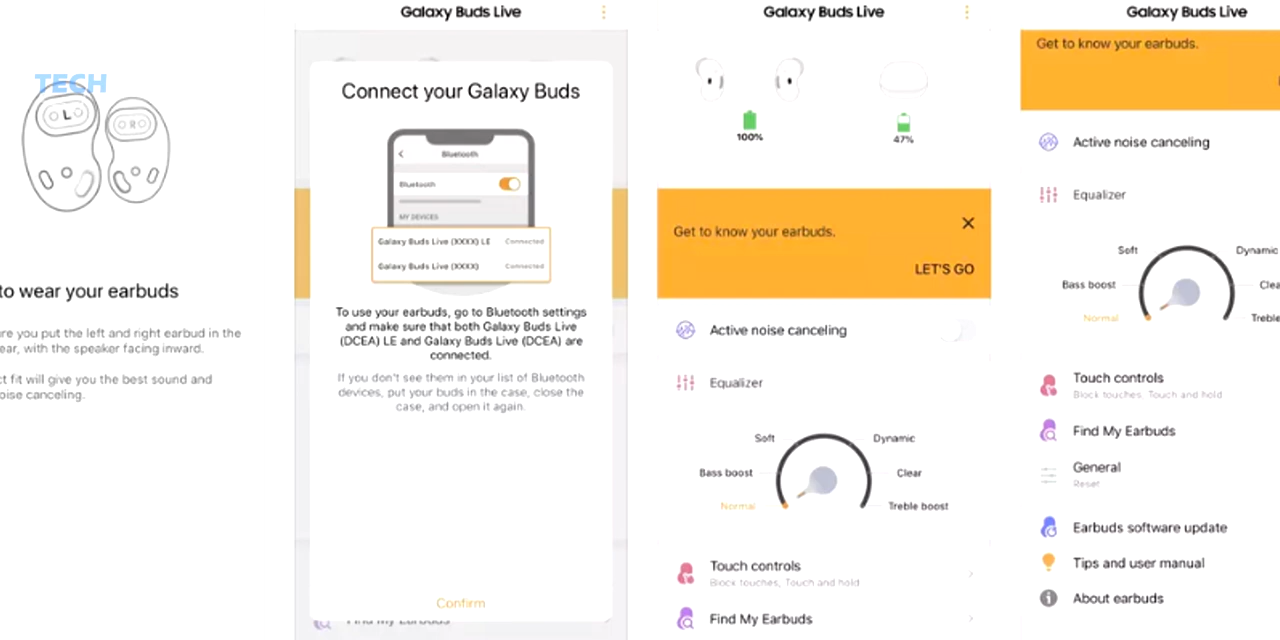 TECH
L
R
to wear your earbuds
re you put the left and right earbud in the
ear, with the speaker facing inward.
ct fit will give you the best sound and
oise canceling.
Galaxy Buds Live
Connect your Galaxy Buds
Bluetooth
Bluetooth
MY DEVICES
Galaxy Buds Live (XXXX) LE Connected
Galaxy Buds Live (XXXX) Connected
To use your earbuds, go to Bluetooth settings
and make sure that both Galaxy Buds Live
(DCEA) LE and Galaxy Buds Live (DCEA) are
connected.
If you don't see them in your list of Bluetooth
devices, put your buds in the case, close the
case, and open it again.
Confirm
Find My Earbuds
Galaxy Buds Live
100%
47%
Get to know your earbuds.
LET'S GO
Active noise canceling
Equalizer
Soft
Dynamic
Bass boost
Clear
Normal
Treble boost
Touch controls
Block touches, Touch and hold
Find My Earbuds
Galaxy Buds Live
Get to know your earbuds.
Active noise canceling
Equalizer
Soft
Dynamic
Bass boost
Clea
Normal
Treble
Touch controls
Block touches, Touch and hold
Find My Earbuds
General
Reset
Earbuds software update
Tips and user manual
About earbuds